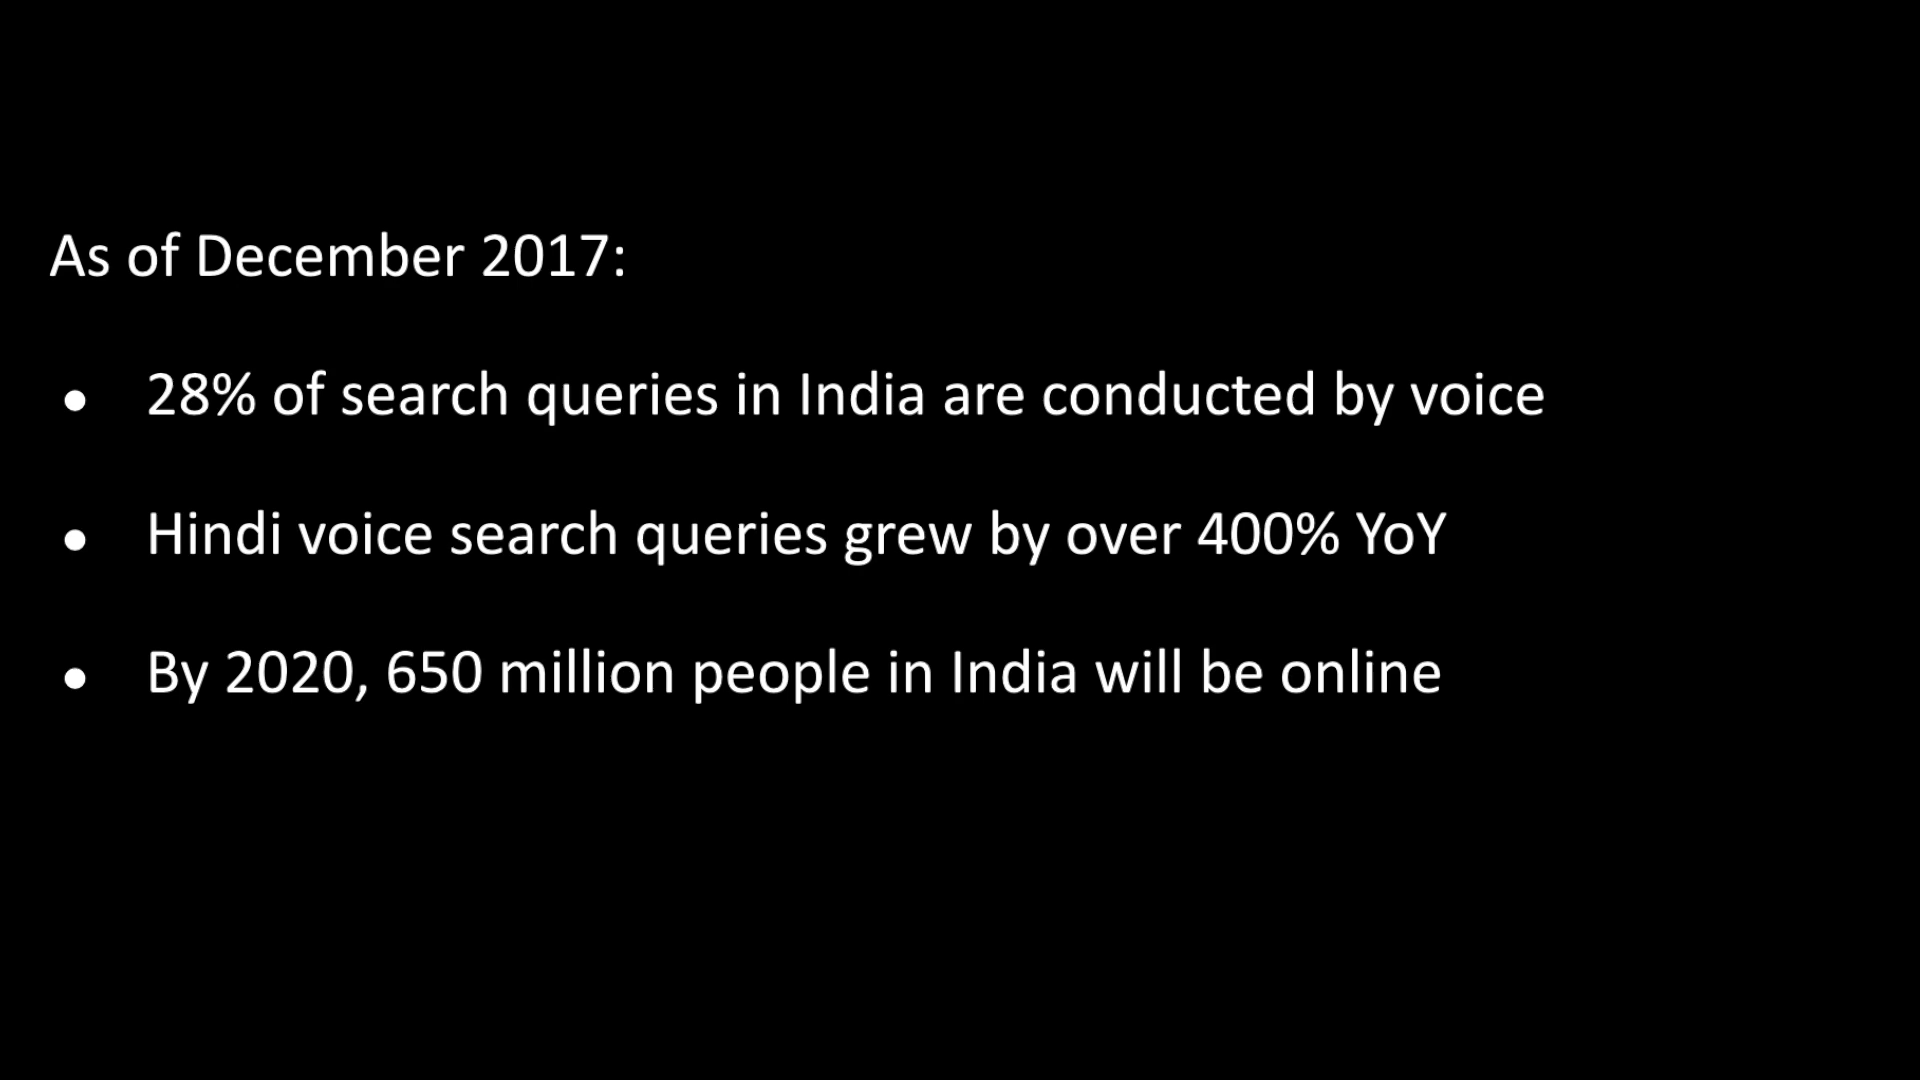 As of December 2017:
● 28% of search queries in India are conducted by voice
● Hindi voice search queries grew by over 400% YoY
● By 2020, 650 million people in India will be online